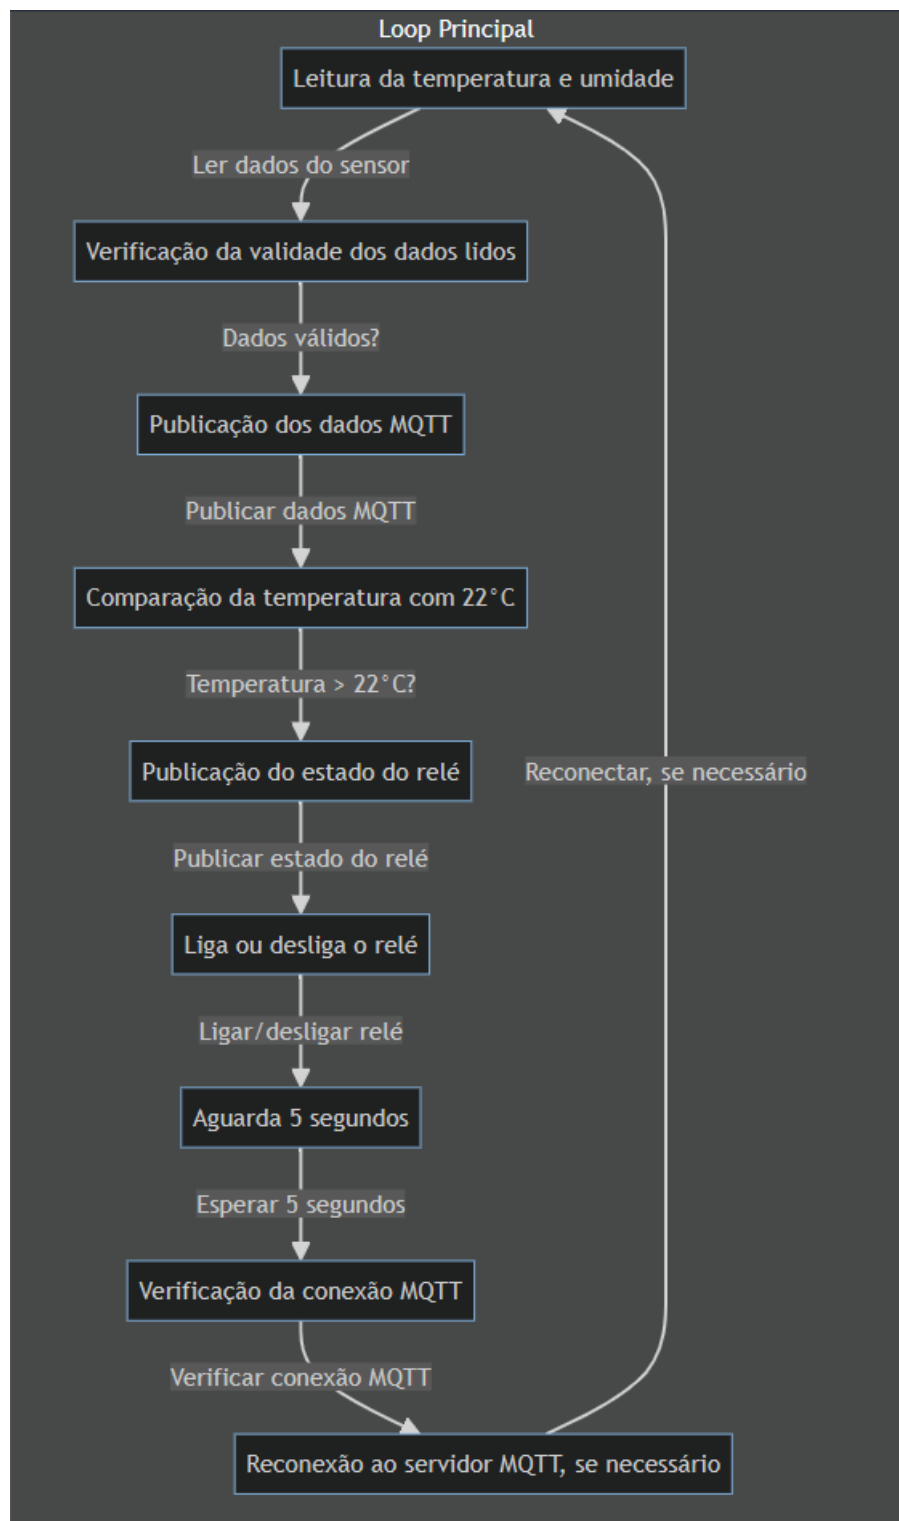 Loop Principal
Leitura da temperatura e umidade
Ler dados do sensor
Verificação da validade dos dados lidos
Dados válidos?
Publicação dos dados MQTT
Publicar dados MQTT
Comparação da temperatura com 22°C
Temperatura > 22°C?
Publicação do estado do relé
Reconectar, se necessário
Publicar estado do relé
Liga ou desliga o relé
Ligar/desligar relé
Aguarda 5 segundos
Esperar 5 segundos
Verificação da conexão MQTT
Verificar conexão MQTT
Reconexão ao servidor MQTT, se necessário